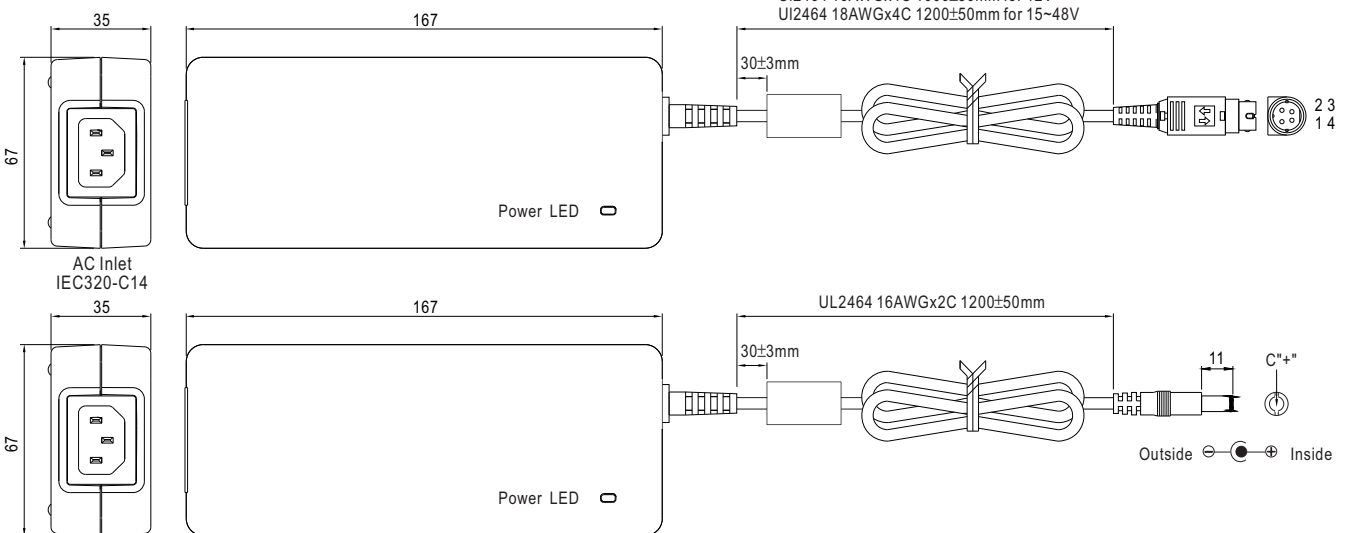 UI2464 18AWGx4C 1200±50mm for 15~48V
35
167
30±3mm
2 3
1 4
67
Power LED
AC Inlet
IEC320-C14
35
167
UL2464 16AWGx2C 1200±50mm
30±3mm
11
C"+"
67
Outside
Inside
Power LED